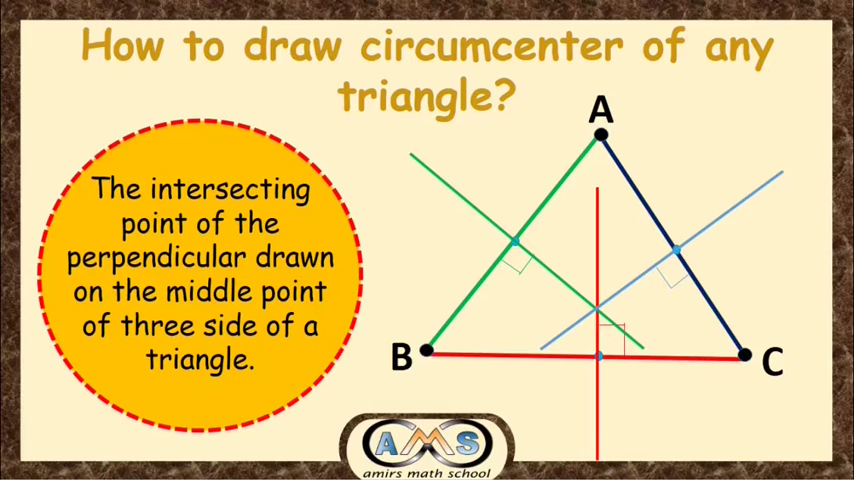 How to draw circumcenter of any
triangle?
The intersecting
point of the
perpendicular drawn
on the middle point
of three side of a
triangle.
A
B
C
AMS
amirs math school